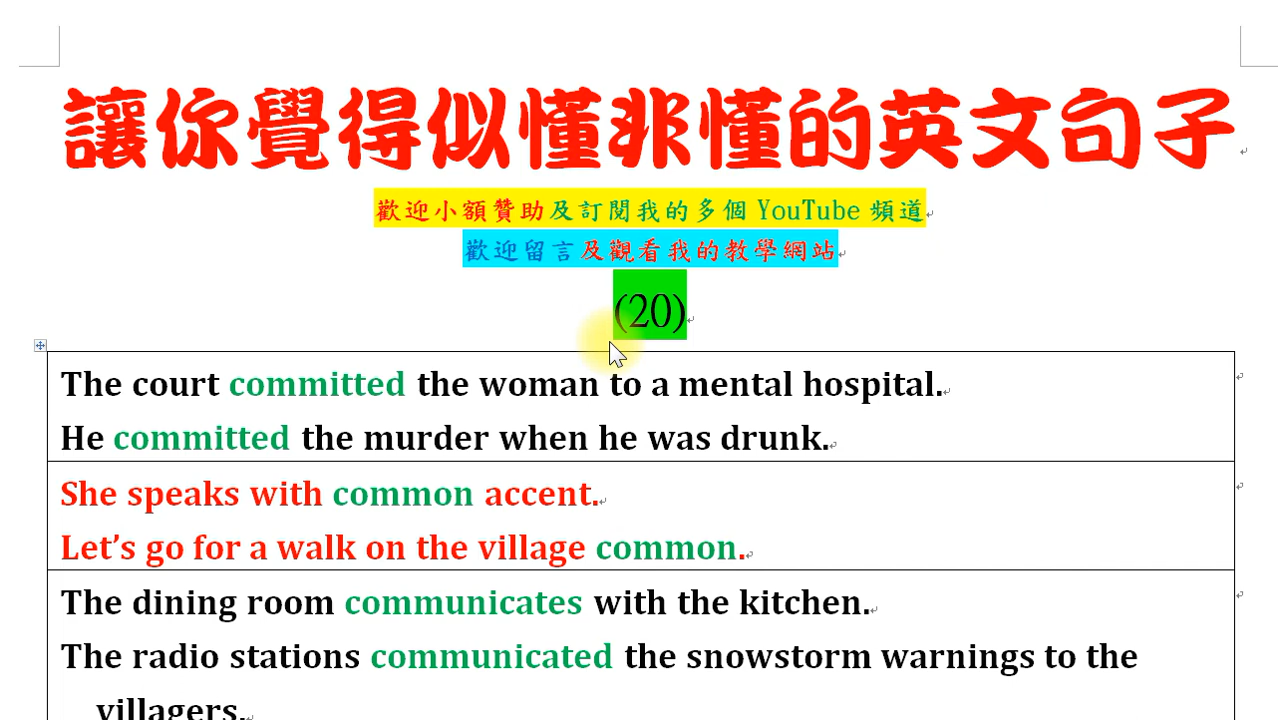 讓你覺得似懂非懂的英文句子
歡迎小額贊助及訂閱我的多個 YouTube 頻道
歡迎留言及觀看我的教學網站
(20)
The court committed the woman to a mental hospital.
He committed the murder when he was drunk.
She speaks with common accent.
Let’s go for a walk on the village common.
The dining room communicates with the kitchen.
The radio stations communicated the snowstorm warnings to the
villagers.